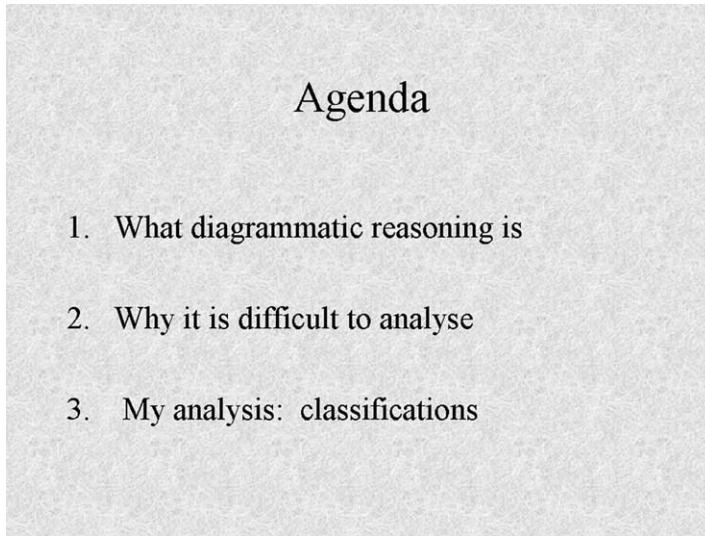 Agenda
1. What diagrammatic reasoning is
2. Why it is difficult to analyse
3. My analysis: classifications